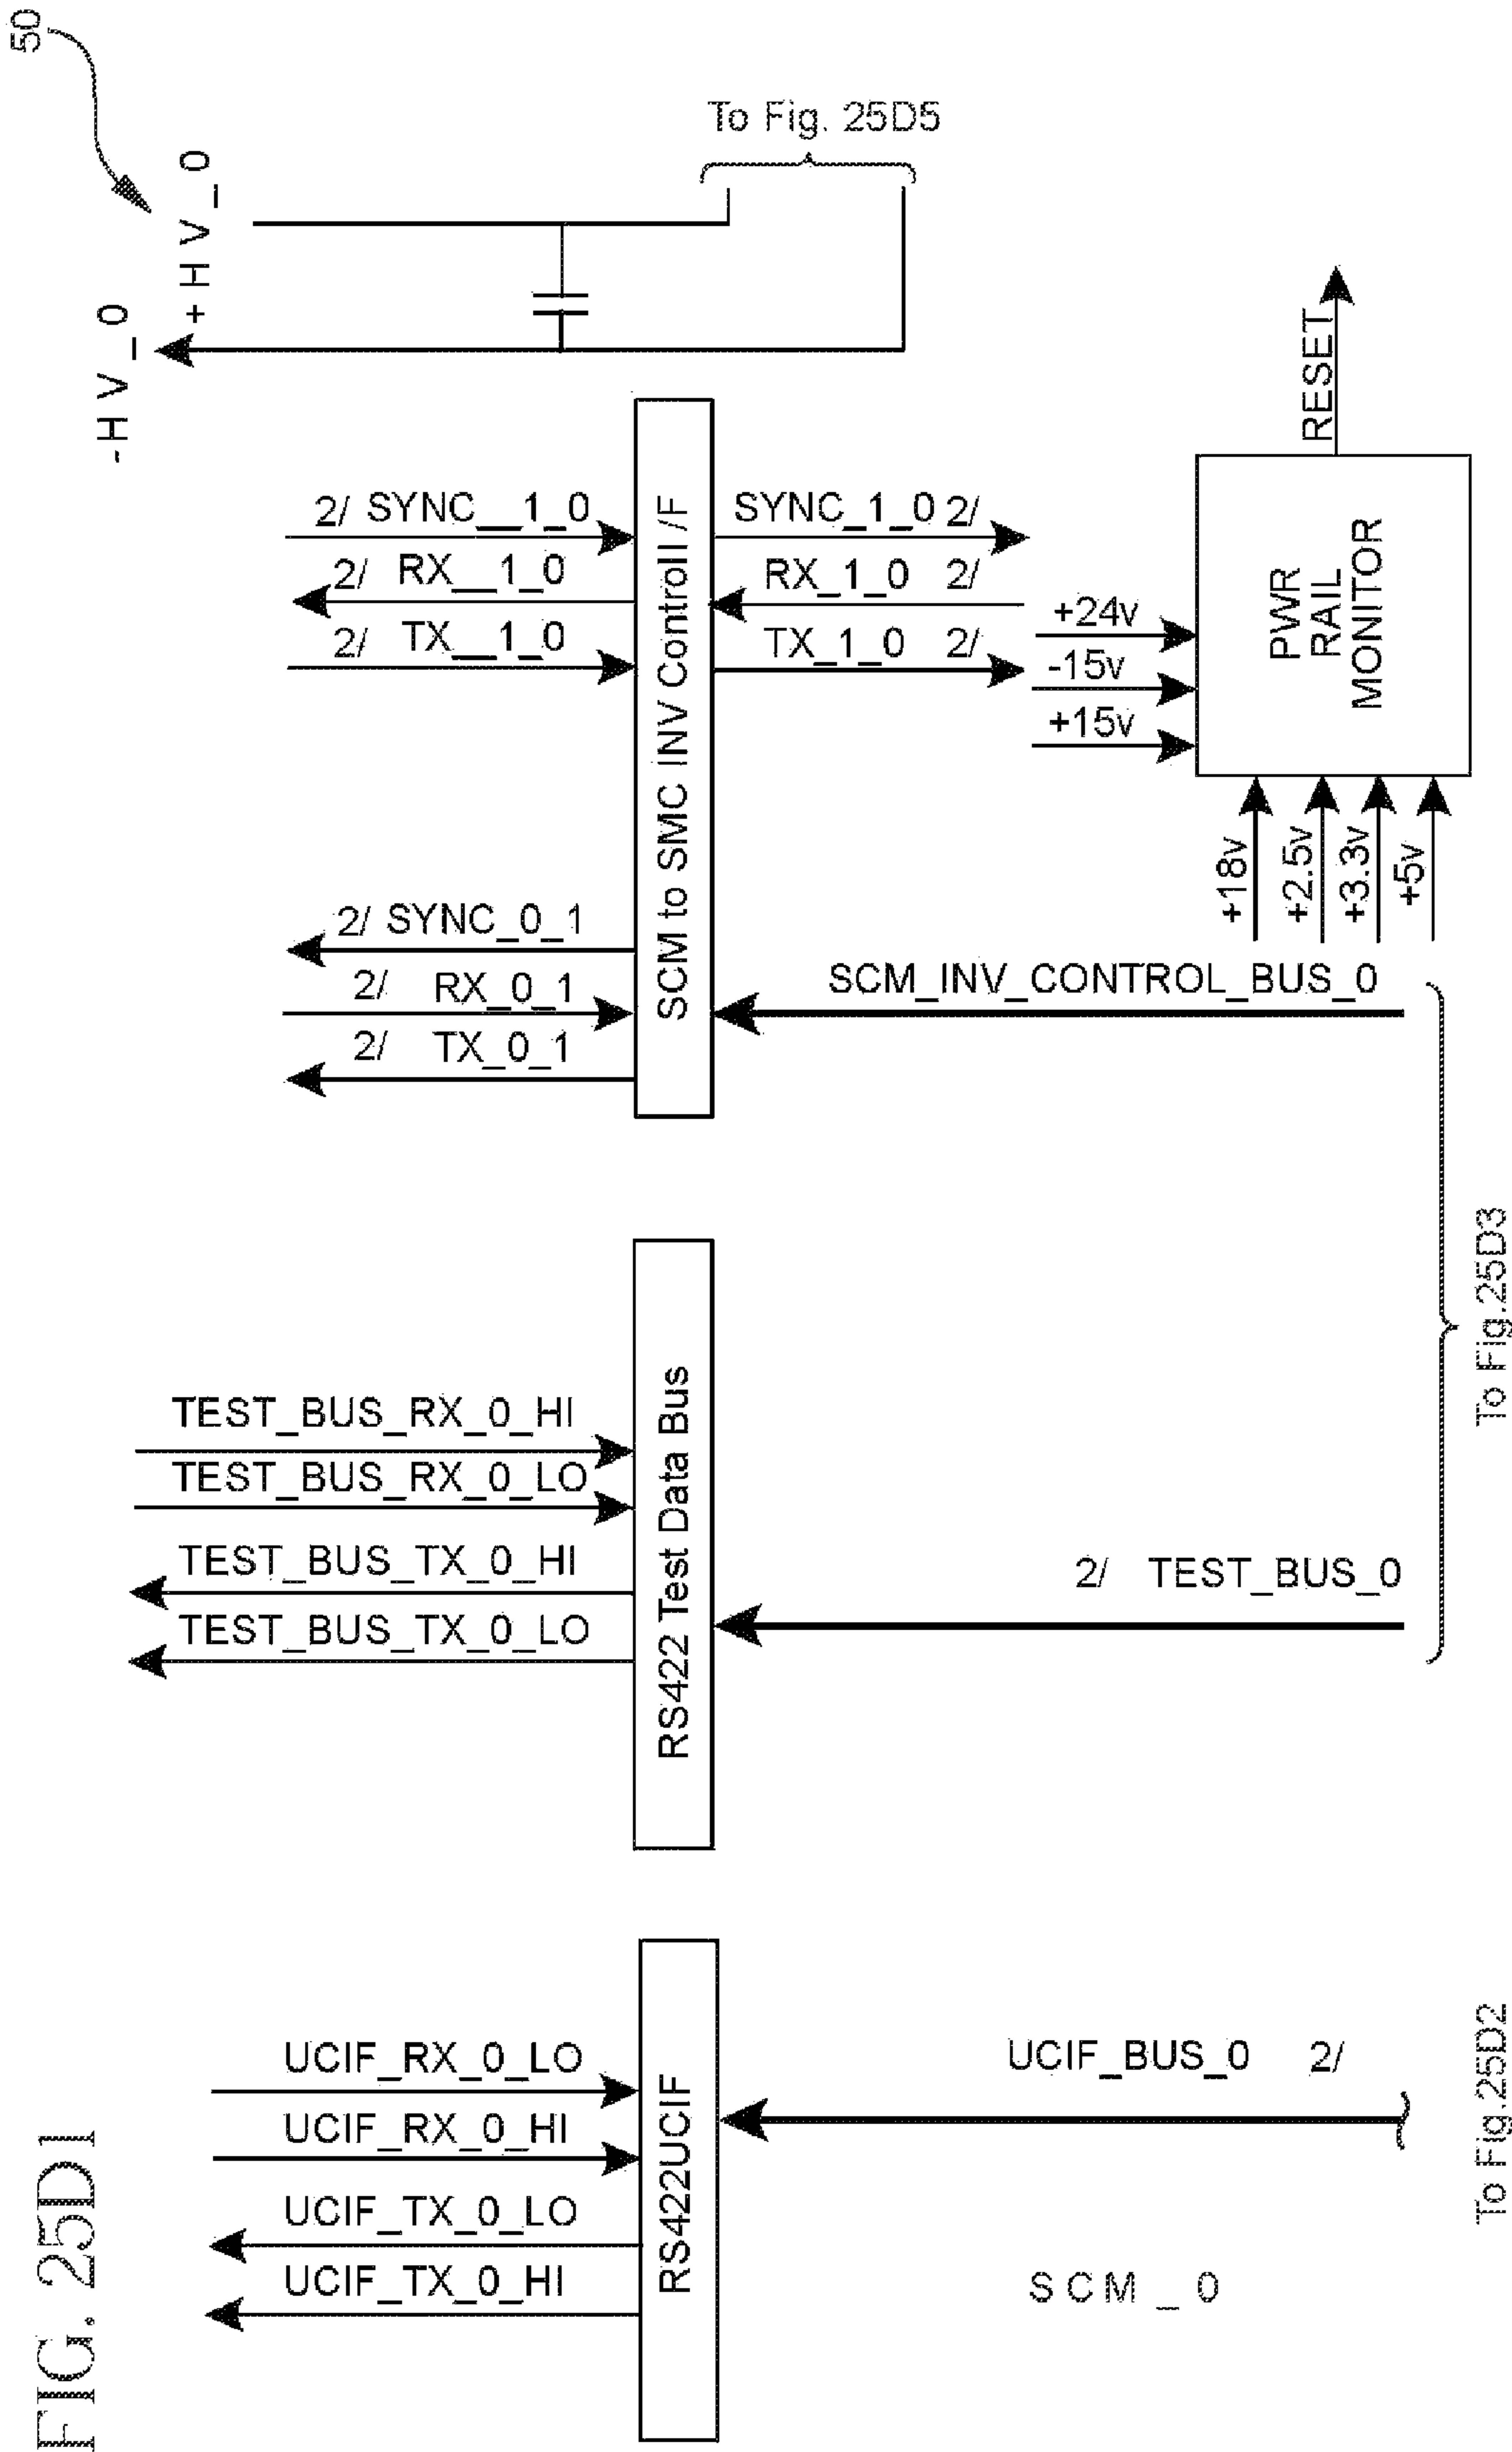 FIG. 25D1
50
-HV_0
+HV_0
UCIF_TX_0_HI
UCIF_TX_0_LO
UCIF_RX_0_HI
UCIF_RX_0_LO
TEST_BUS_TX_0_LO
TEST_BUS_TX_0_HI
TEST_BUS_RX_0_LO
TEST_BUS_RX_0_HI
2/ TX_0_1
2/ RX_0_1
2/ SYNC_0_1
2/ TX__1_0
2/ RX__1_0
2/ SYNC__1_0
RS422UCIF
RS422 Test Data Bus
SCM to SMC INV Controll /F
To Fig. 25D5
SCM_0
UCIF_BUS_0 2/
2/ TEST_BUS_0
SCM_INV_CONTROL_BUS_0
TX_1_0 2/
RX_1_0 2/
SYNC_1_0 2/
+15v
-15v
+24v
+18v
+2.5v
+3.3v
+5v
PWR
RAIL
MONITOR
RESET
To Fig.25D2
To Fig.25D3